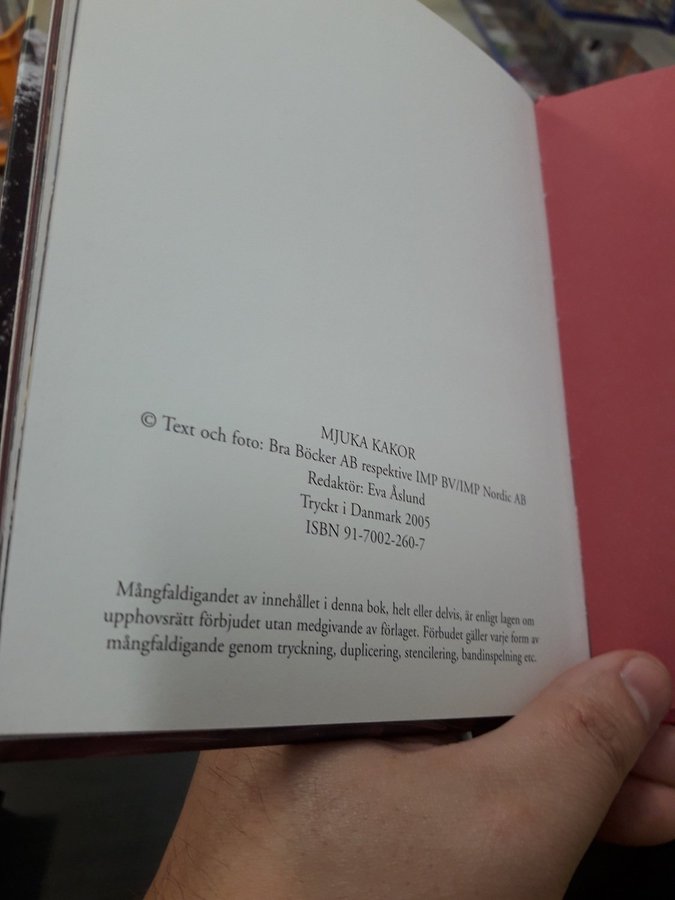 MJUKA KAKOR
© Text och foto: Bra Böcker AB respektive IMP BV/IMP Nordic AB
Redaktör: Eva Åslund
Tryckt i Danmark 2005
ISBN 91-7002-260-7
Mångfaldigandet av innehållet i denna bok, helt eller delvis, är enligt lagen om
upphovsrätt förbjudet utan medgivande av förlaget. Förbudet gäller varje form av
mångfaldigande genom tryckning, duplicering, stencilering, bandinspelning etc.